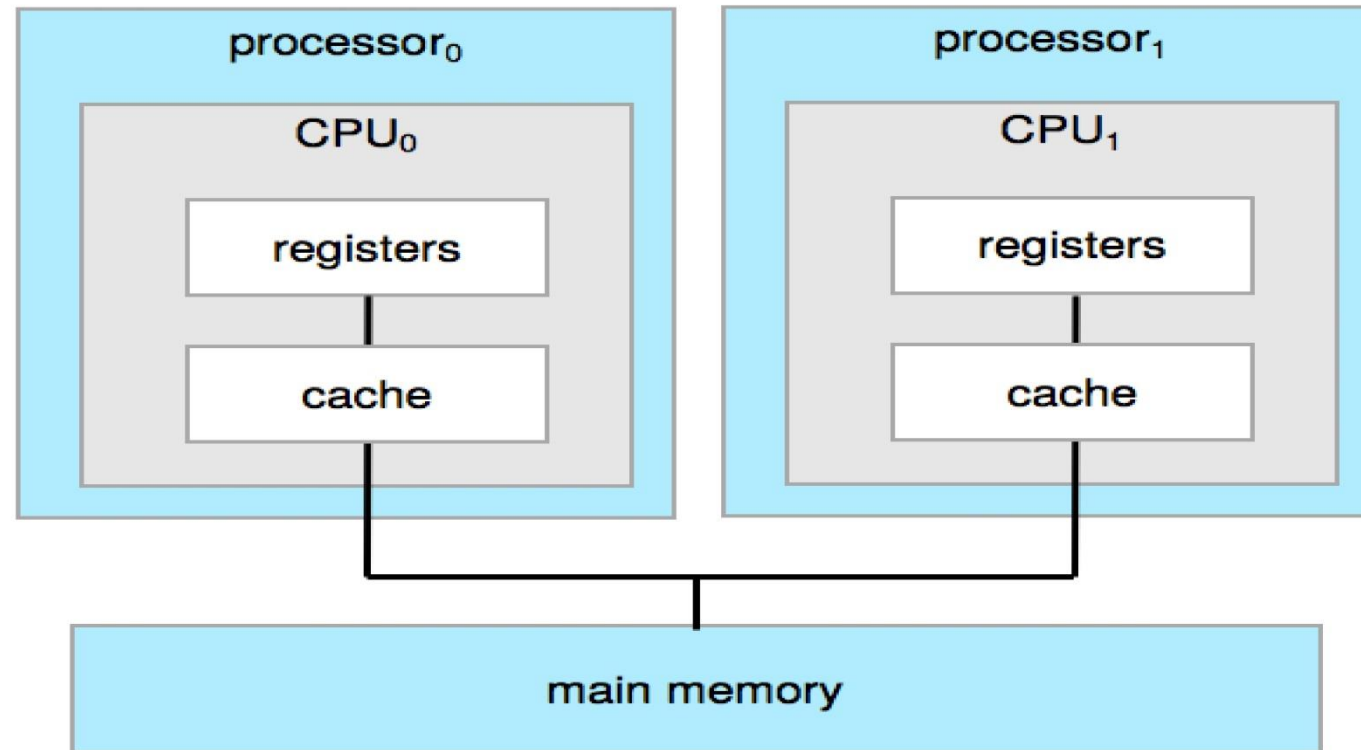 processor₀
processor₁
CPU₀
CPU₁
registers
registers
cache
cache
main memory